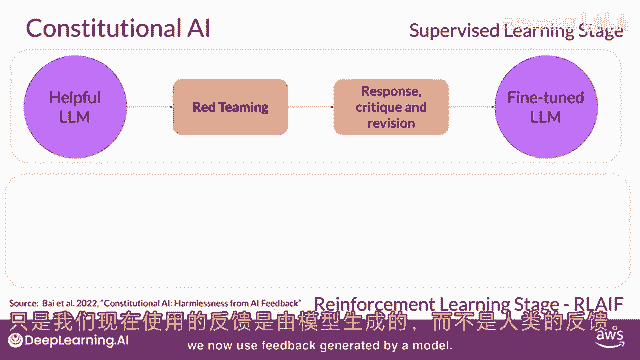 Constitutional AI
Supervised Learning Stage
Helpful
LLM
Red Teaming
Response,
critique and
revision
Fine-tuned
LLM
Source: Bai et al. 2022, "Constitutional AI: Harmlessness from AI Feedback"
Reinforcement Learning Stage - RLAIF
只是我们现在使用的反馈是由模型生成的，而不是人类的反馈。
DeepLearning.AI
we now use feedback generated by a model.
aws